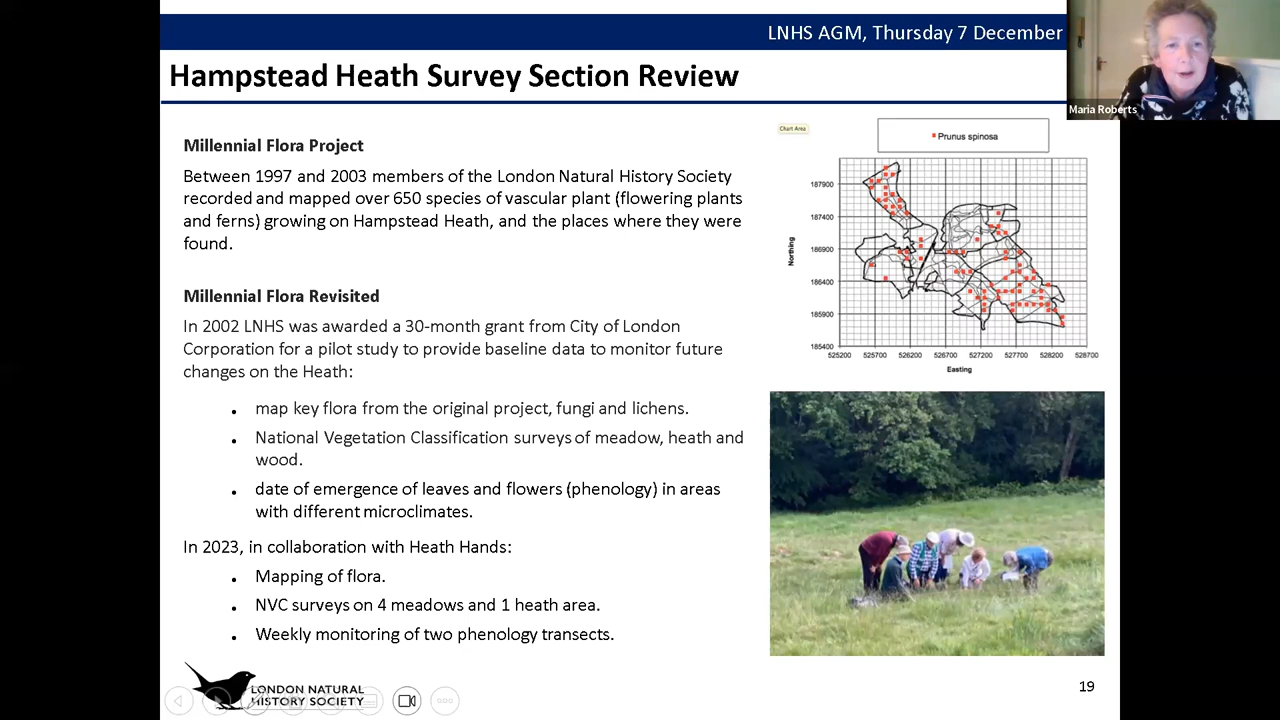 LNHS AGM, Thursday 7 December
Maria Roberts
Hampstead Heath Survey Section Review
Millennial Flora Project
Between 1997 and 2003 members of the London Natural History Society
recorded and mapped over 650 species of vascular plant (flowering plants
and ferns) growing on Hampstead Heath, and the places where they were
found.
Millennial Flora Revisited
In 2002 LNHS was awarded a 30-month grant from City of London
Corporation for a pilot study to provide baseline data to monitor future
changes on the Heath:
• map key flora from the original project, fungi and lichens.
• National Vegetation Classification surveys of meadow, heath and
wood.
• date of emergence of leaves and flowers (phenology) in areas
with different microclimates.
In 2023, in collaboration with Heath Hands:
• Mapping of flora.
• NVC surveys on 4 meadows and 1 heath area.
• Weekly monitoring of two phenology transects.
Chart Area
Prunus spinosa
187900
187400
186900
186400
185900
185400
Northing
525200 525700 526200 526700 527200 527700 528200 528700
Easting
LONDON NATURAL
HISTORY SOCIETY
19